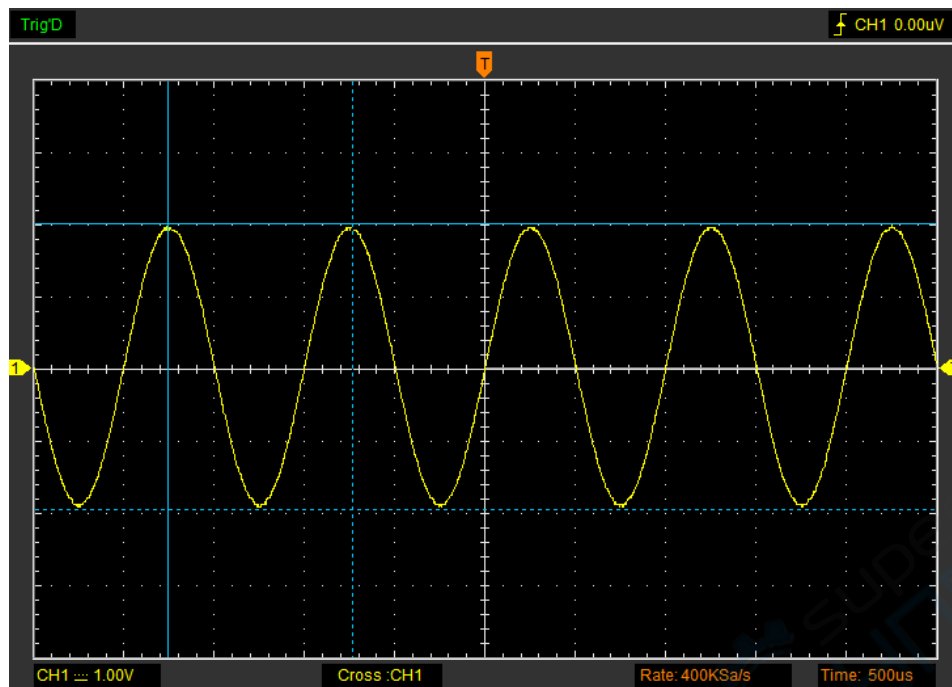 Trig'D
CH1 0.00uV
T
1
CH1 1.00V
Cross :CH1
Rate: 400KSa/s
Time: 500us